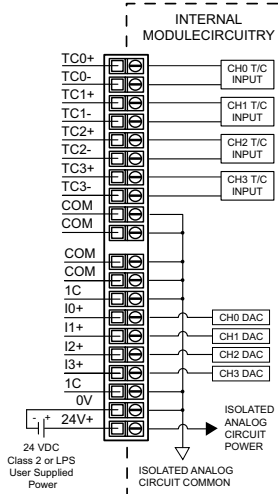 INTERNAL
MODULECIRCUITRY
TC0+
TC0-
TC1+
TC1-
TC2+
TC2-
TC3+
TC3-
COM
COM
CH0 T/C
INPUT
CH1 T/C
INPUT
CH2 T/C
INPUT
CH3 T/C
INPUT
COM
COM
1C
I0+
I1+
I2+
I3+
1C
0V
24V+
CH0 DAC
CH1 DAC
CH2 DAC
CH3 DAC
- +
24 VDC
Class 2 or LPS
User Supplied
Power
ISOLATED
ANALOG
CIRCUIT
POWER
ISOLATED ANALOG
CIRCUIT COMMON